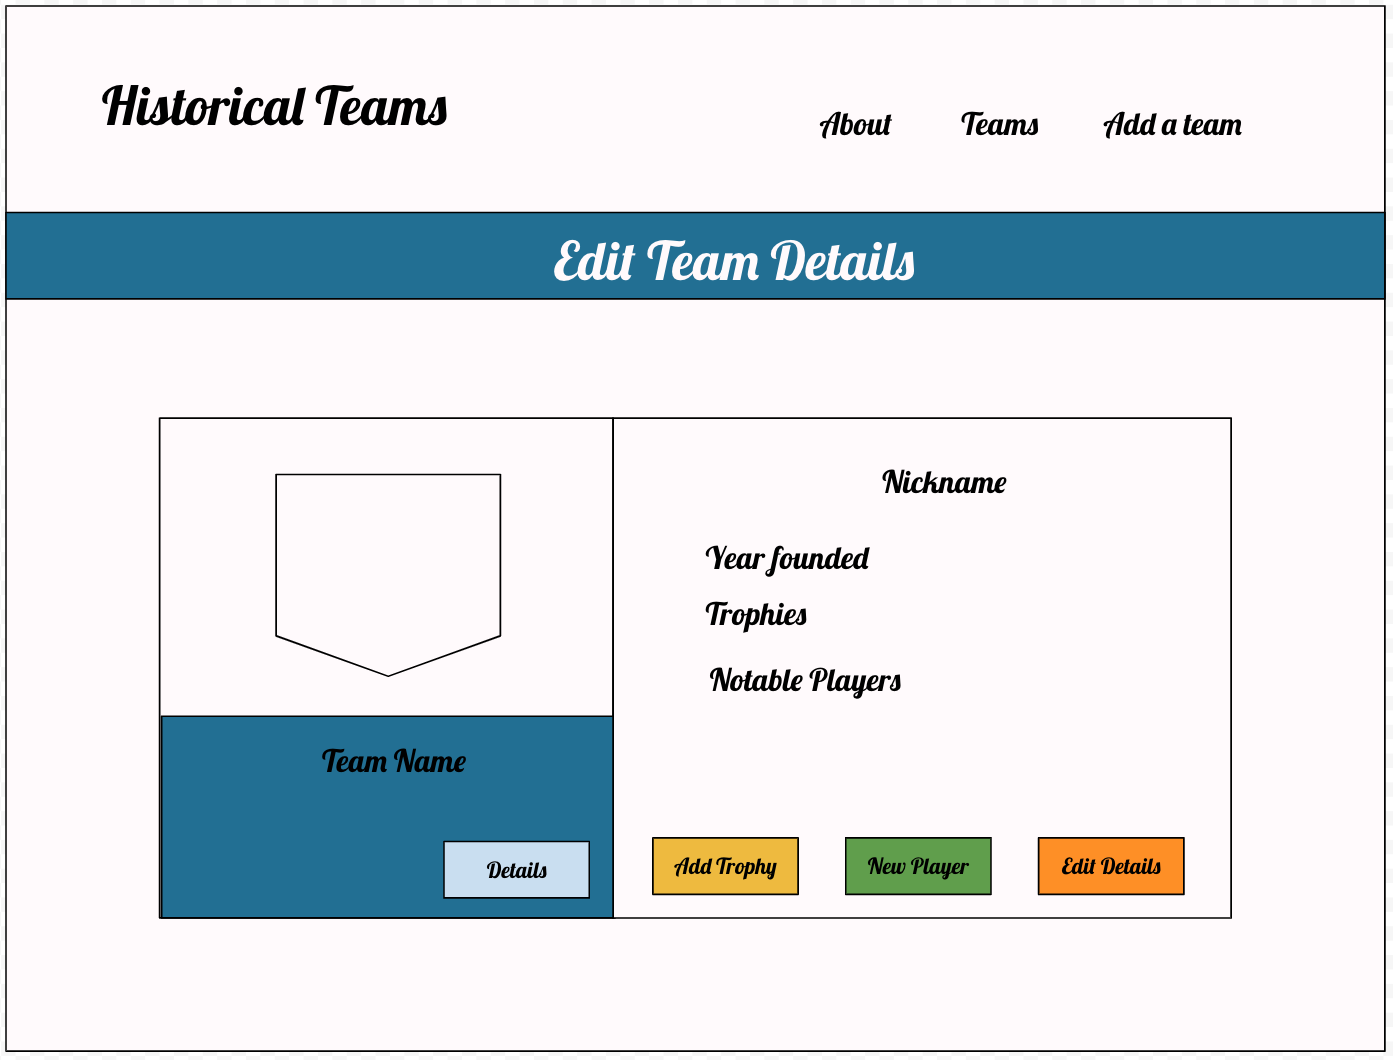 Historical Teams
About Teams Add a team
Edit Team Details
Nickname
Year founded
Trophies
Notable Players
Team Name
Details
Add Trophy
New Player
Edit Details